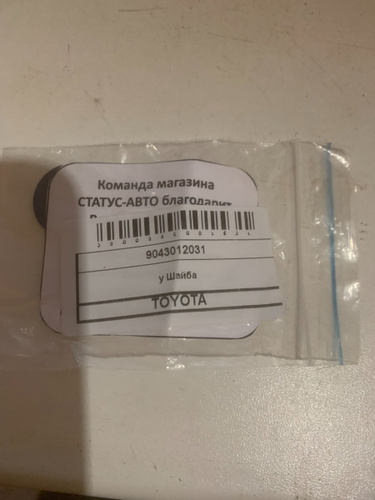 Команда магазина
СТАТУС-АВТО благодарит
9043012031
у Шайба
TOYOTA